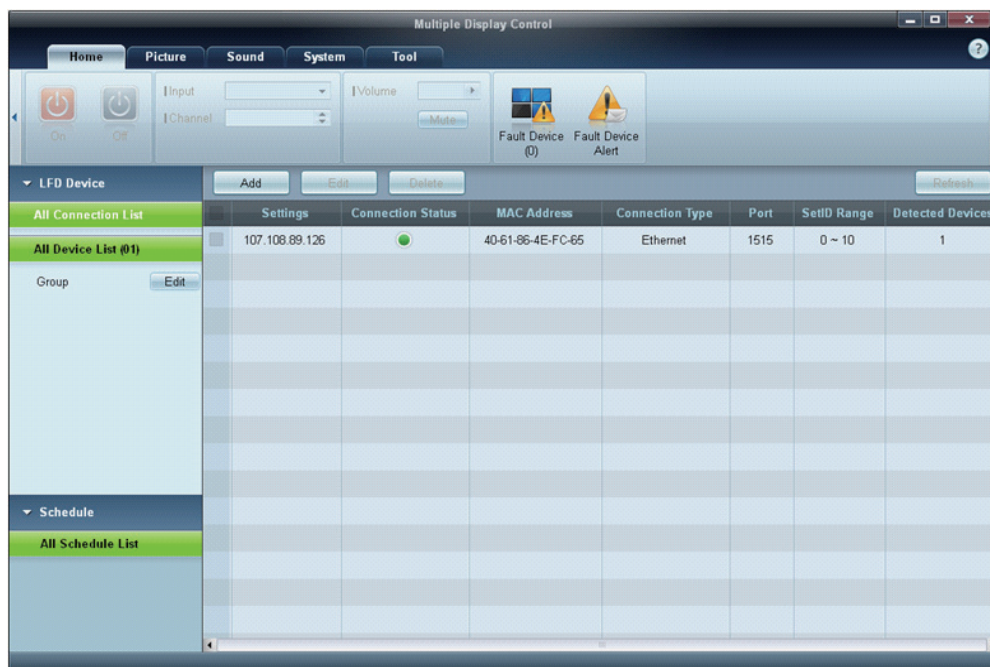 Multiple Display Control
Home Picture Sound System Tool
?
On Off
Input
Channel
Volume
Mute
Fault Device
(0)
Fault Device
Alert
LFD Device
All Connection List
All Device List (01)
Group Edit
Schedule
All Schedule List
Add Edit Delete Refresh
Settings Connection Status MAC Address Connection Type Port SetID Range Detected Devices
107.108.89.126 40-61-86-4E-FC-65 Ethernet 1515 0 ~ 10 1